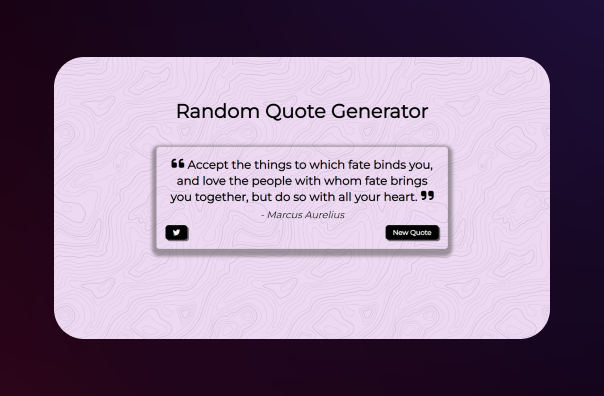 Random Quote Generator
❝ Accept the things to which fate binds you,
and love the people with whom fate brings
you together, but do so with all your heart. ❞
- Marcus Aurelius
New Quote